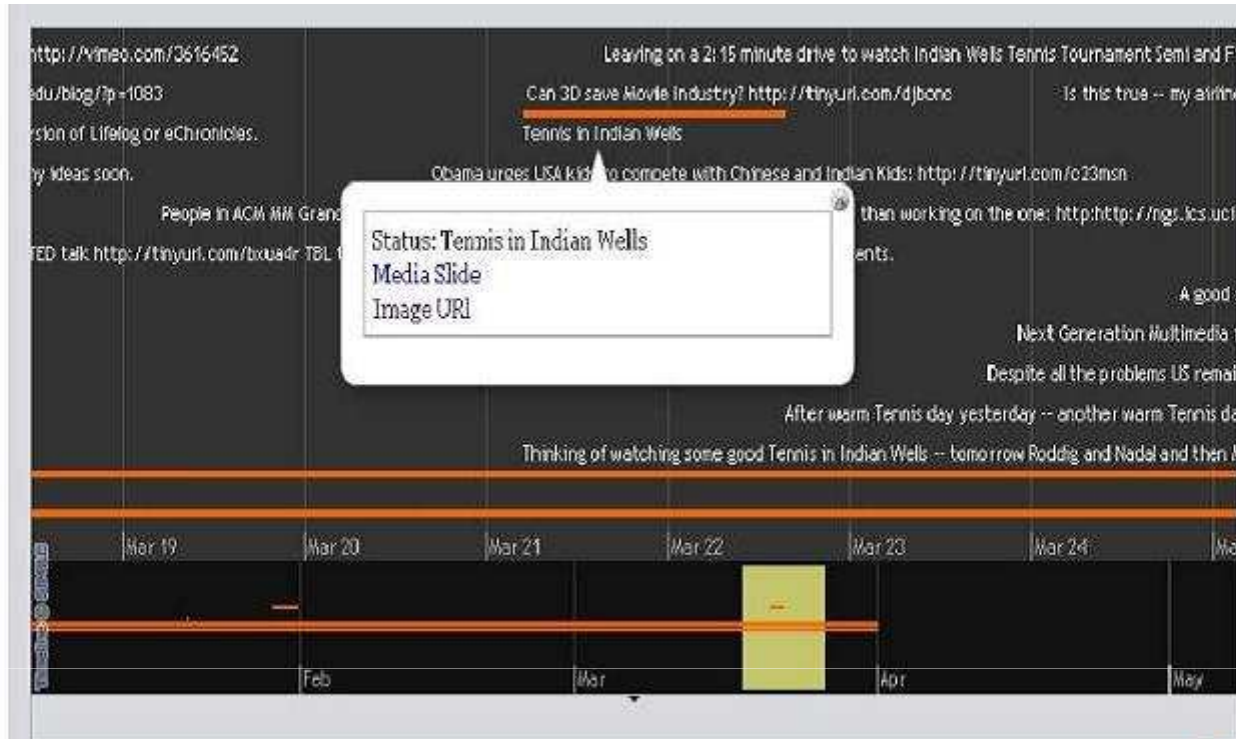 http://vimeo.com/3616452 Leaving on a 2:15 minute drive to watch Indian Wells Tennis Tournament Semi and F
edu/blog/?p=1083 Can 3D save Movie Industry? http://tinyurl.com/djbono Is this true -- my airline
rsion of Lifelog or eChronicles. Tennis in Indian Wells
ny ideas soon. Obama urges USA kids to compete with Chinese and Indian Kids: http://tinyurl.com/c23msn
People in ACM MM Grand than working on the one: http:http://ngs.ics.uci
TED talk http://tinyurl.com/bxua4r TBL ents.
Status: Tennis in Indian Wells
Media Slide
Image URl
A good
Next Generation Multimedia
Despite all the problems US remai
After warm Tennis day yesterday -- another warm Tennis da
Thinking of watching some good Tennis in Indian Wells -- tomorrow Roddig and Nadal and then
Mar 19 Mar 20 Mar 21 Mar 22 Mar 23 Mar 24 Ma
Feb Mar Apr May